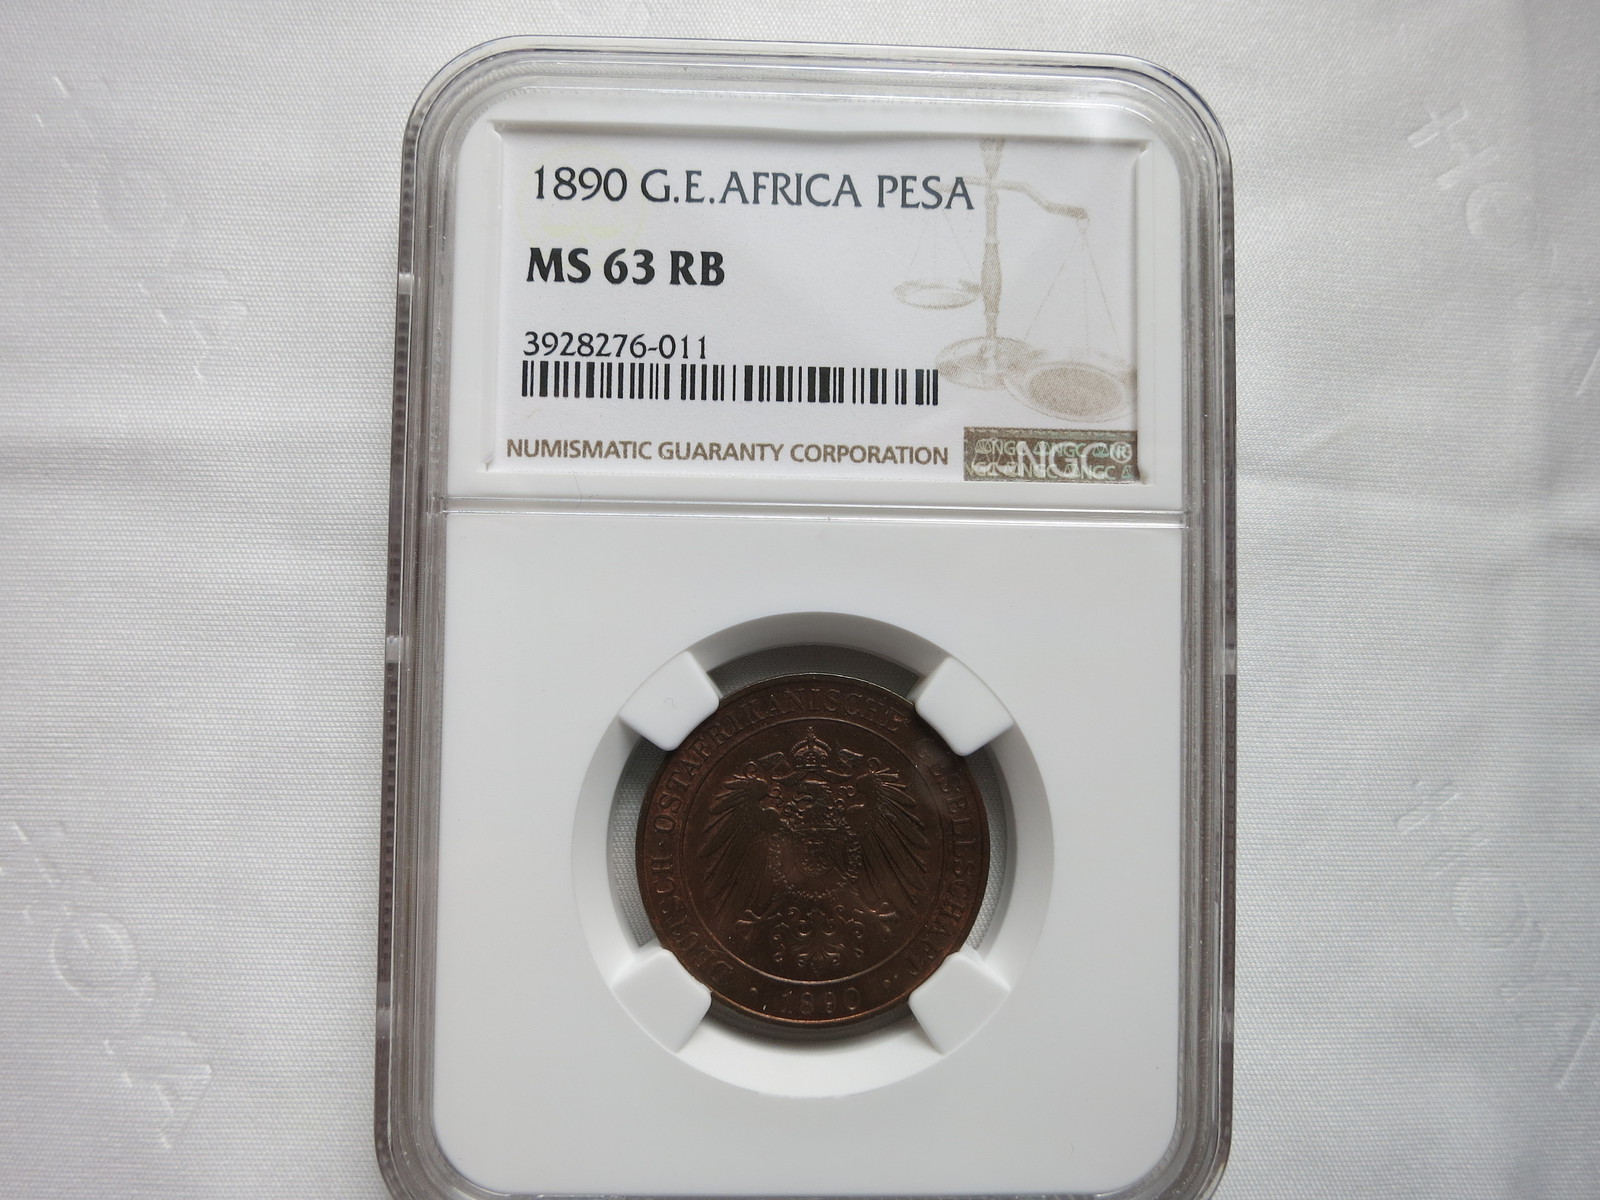 1890 G.E.AFRICA PESA
MS 63 RB
3928276-011
NUMISMATIC GUARANTY CORPORATION
NGC®
DEUTSCH-OSTAFRIKANISCHE GESELLSCHAFT
1890